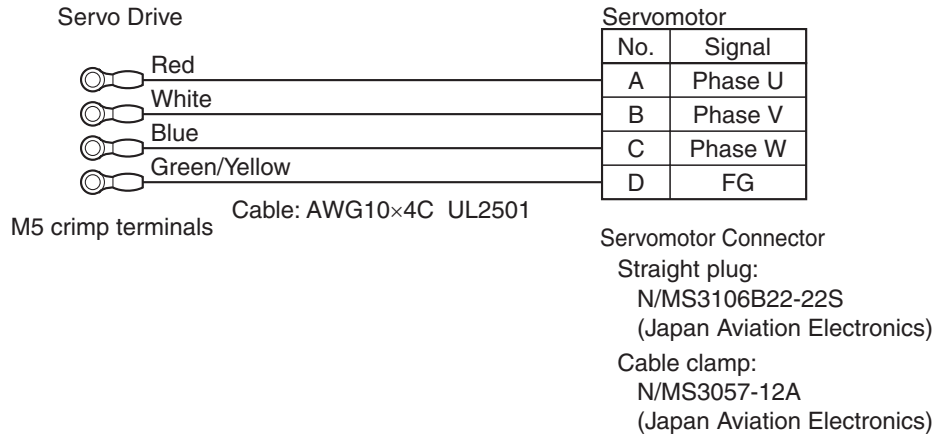 Servo Drive
Servomotor
No. Signal
Red
A Phase U
White
B Phase V
Blue
C Phase W
Green/Yellow
D FG
M5 crimp terminals
Cable: AWG10×4C UL2501
Servomotor Connector
Straight plug:
N/MS3106B22-22S
(Japan Aviation Electronics)
Cable clamp:
N/MS3057-12A
(Japan Aviation Electronics)